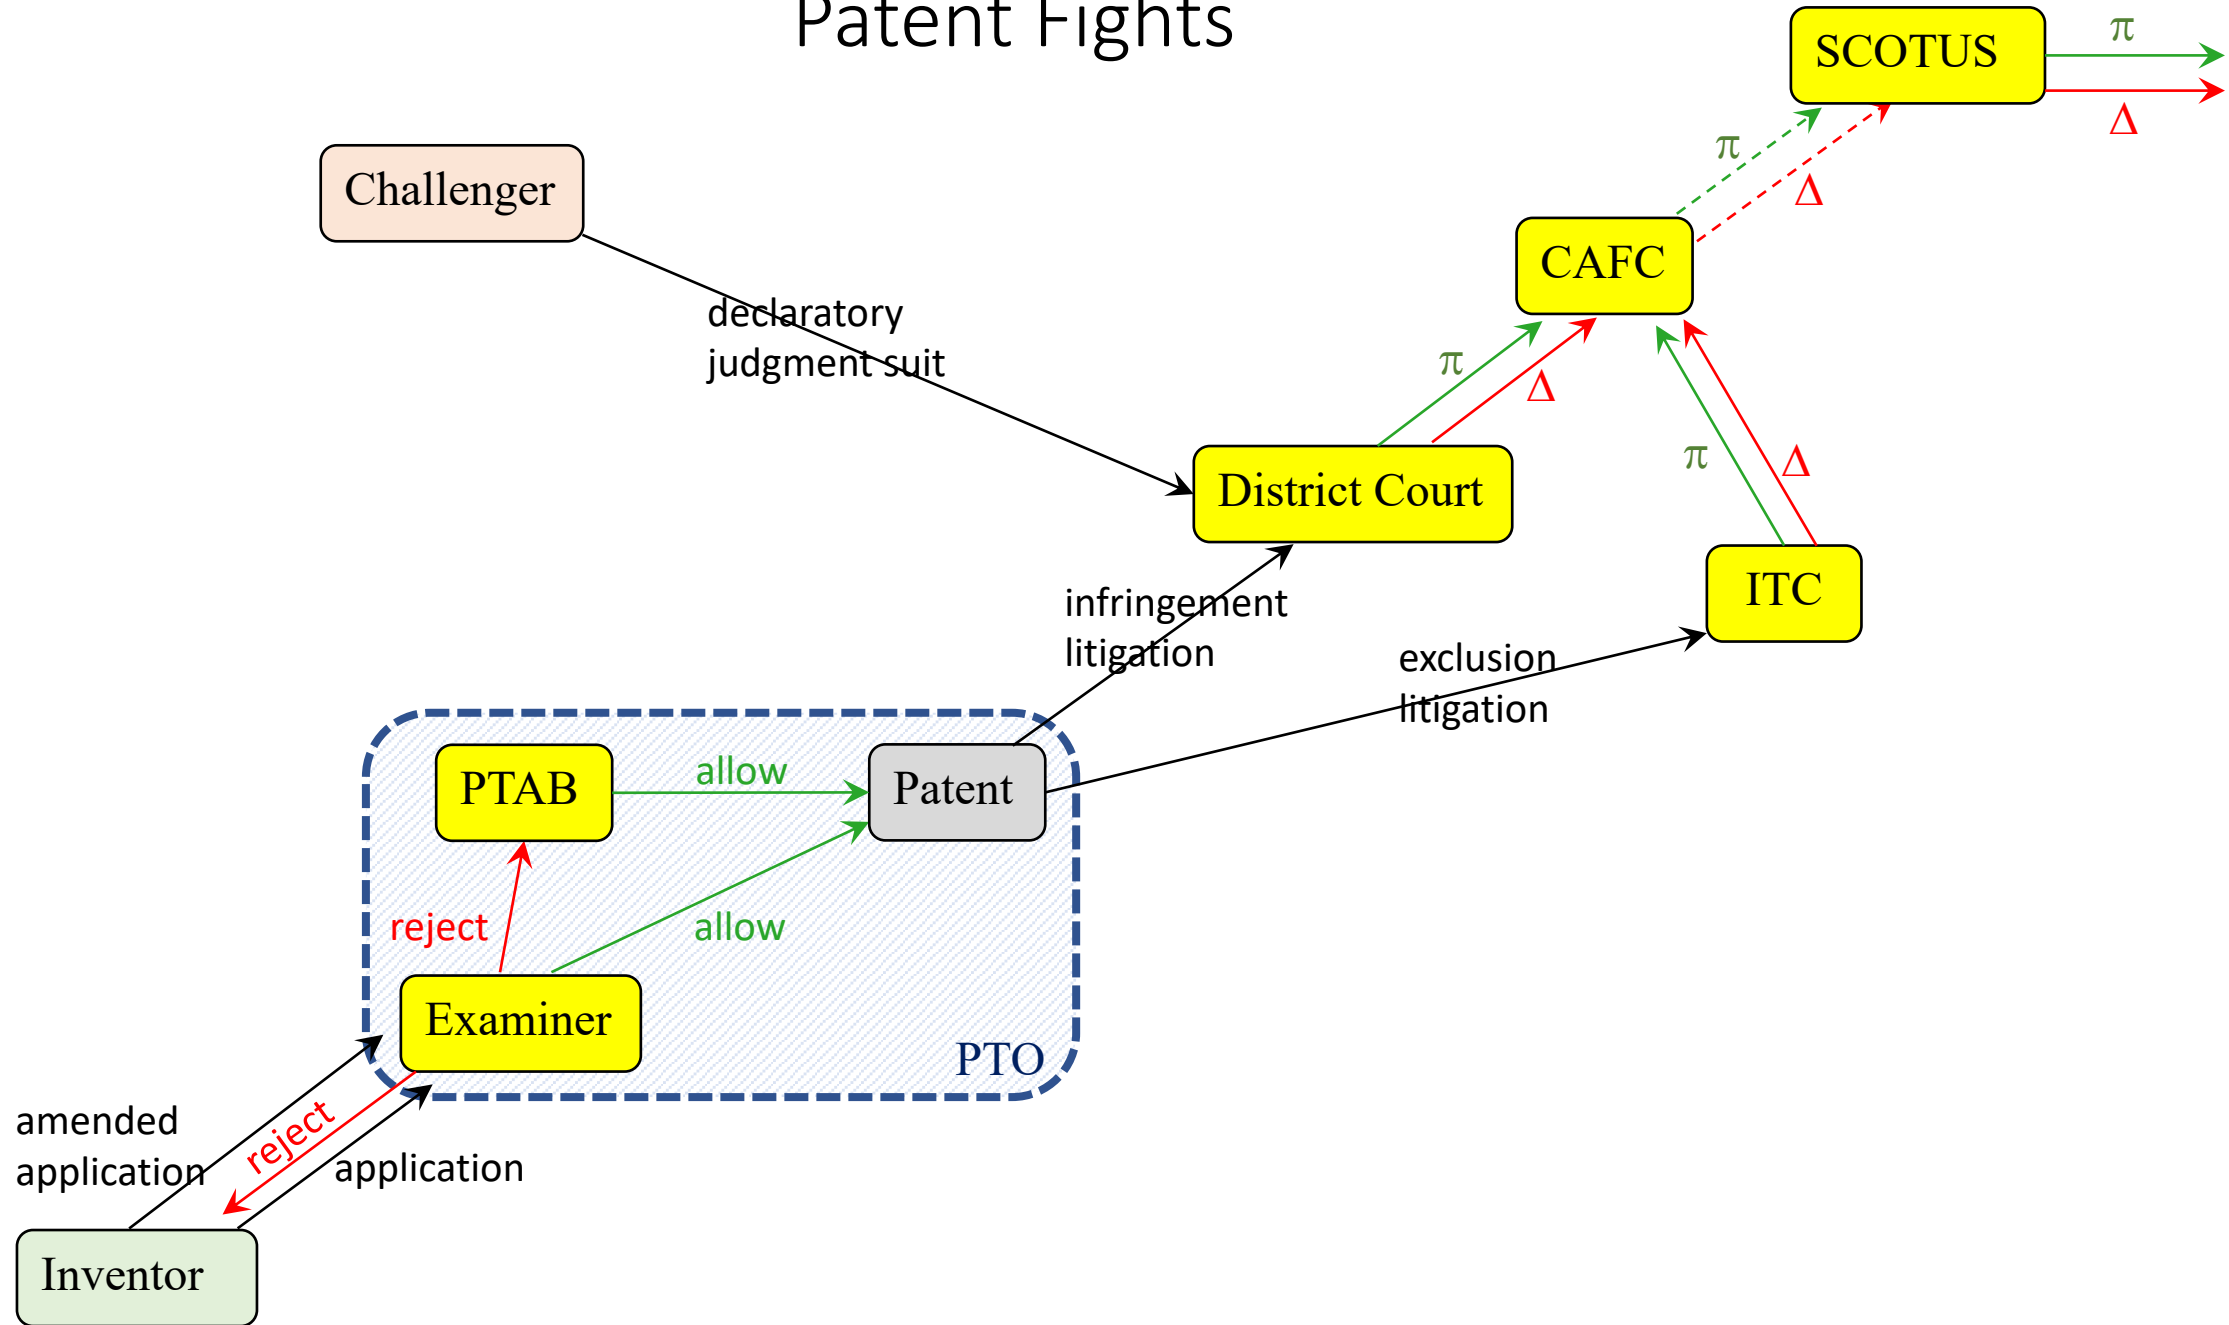 Patent Fights
SCOTUS
π
Δ
π
Δ
Challenger
CAFC
declaratory
judgment suit
π
Δ
π
Δ
District Court
ITC
infringement
litigation
exclusion
litigation
PTAB
allow
Patent
reject
allow
Examiner
PTO
amended
application
reject
application
Inventor